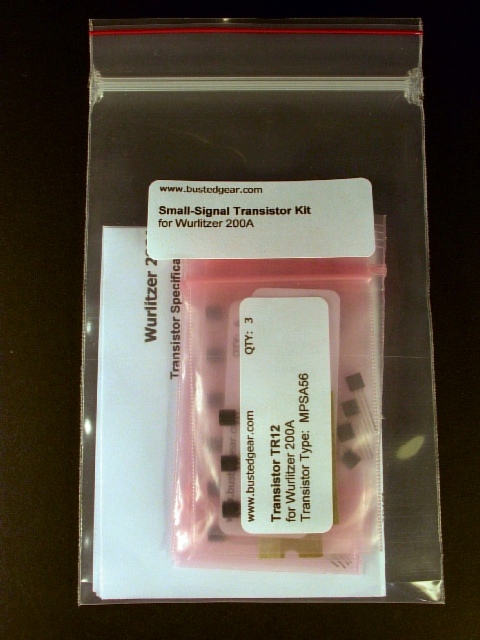 www.bustedgear.com
Small-Signal Transistor Kit
for Wurlitzer 200A
Wurlitzer 2
Transistor Specifica
www.bustedgear.com QTY: 3
Transistor TR12
for Wurlitzer 200A
Transistor Type: MPSA56